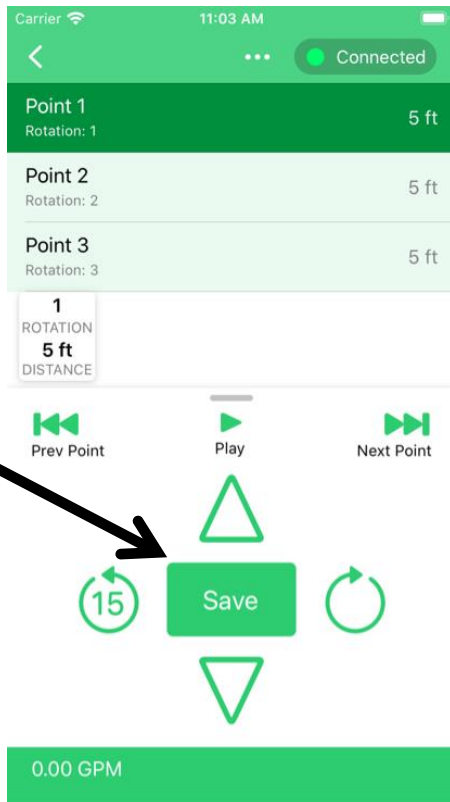 Carrier 11:03 AM
Connected
Point 1 5 ft
Rotation: 1
Point 2 5 ft
Rotation: 2
Point 3 5 ft
Rotation: 3
1
ROTATION
5 ft
DISTANCE
Prev Point Play Next Point
15 Save
0.00 GPM